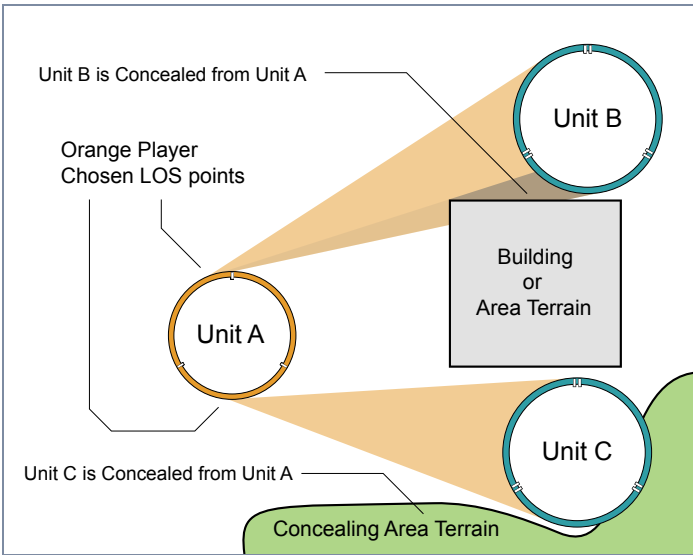 Unit B is Concealed from Unit A
Unit B
Orange Player
Chosen LOS points
Building
or
Area Terrain
Unit A
Unit C
Unit C is Concealed from Unit A
Concealing Area Terrain